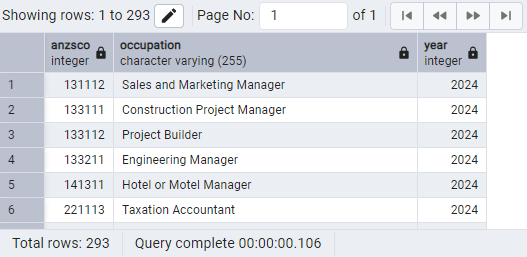 Showing rows: 1 to 293 Page No: 1 of 1
anzsco occupation year
integer character varying (255) integer
1 131112 Sales and Marketing Manager 2024
2 133111 Construction Project Manager 2024
3 133112 Project Builder 2024
4 133211 Engineering Manager 2024
5 141311 Hotel or Motel Manager 2024
6 221113 Taxation Accountant 2024
Total rows: 293 Query complete 00:00:00.106